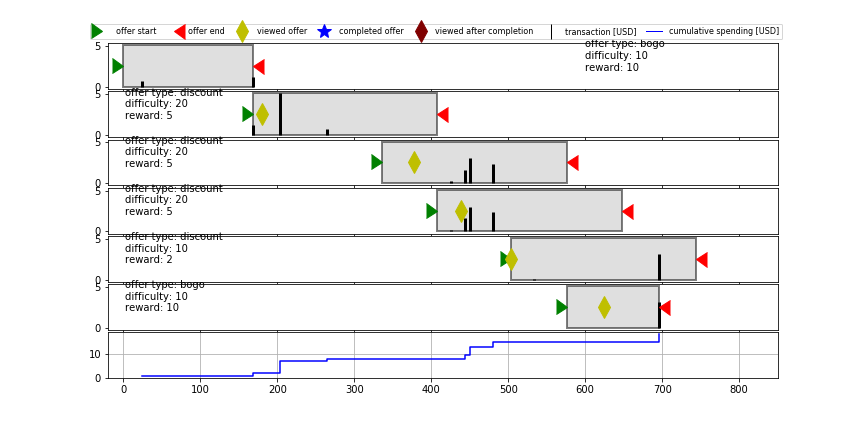 offer start offer end viewed offer completed offer viewed after completion transaction [USD] cumulative spending [USD]
5
0
offer type: bogo
difficulty: 10
reward: 10
5
0
offer type: discount
difficulty: 20
reward: 5
5
0
offer type: discount
difficulty: 20
reward: 5
5
0
offer type: discount
difficulty: 20
reward: 5
5
0
offer type: discount
difficulty: 10
reward: 2
5
0
offer type: bogo
difficulty: 10
reward: 10
10
0
0 100 200 300 400 500 600 700 800